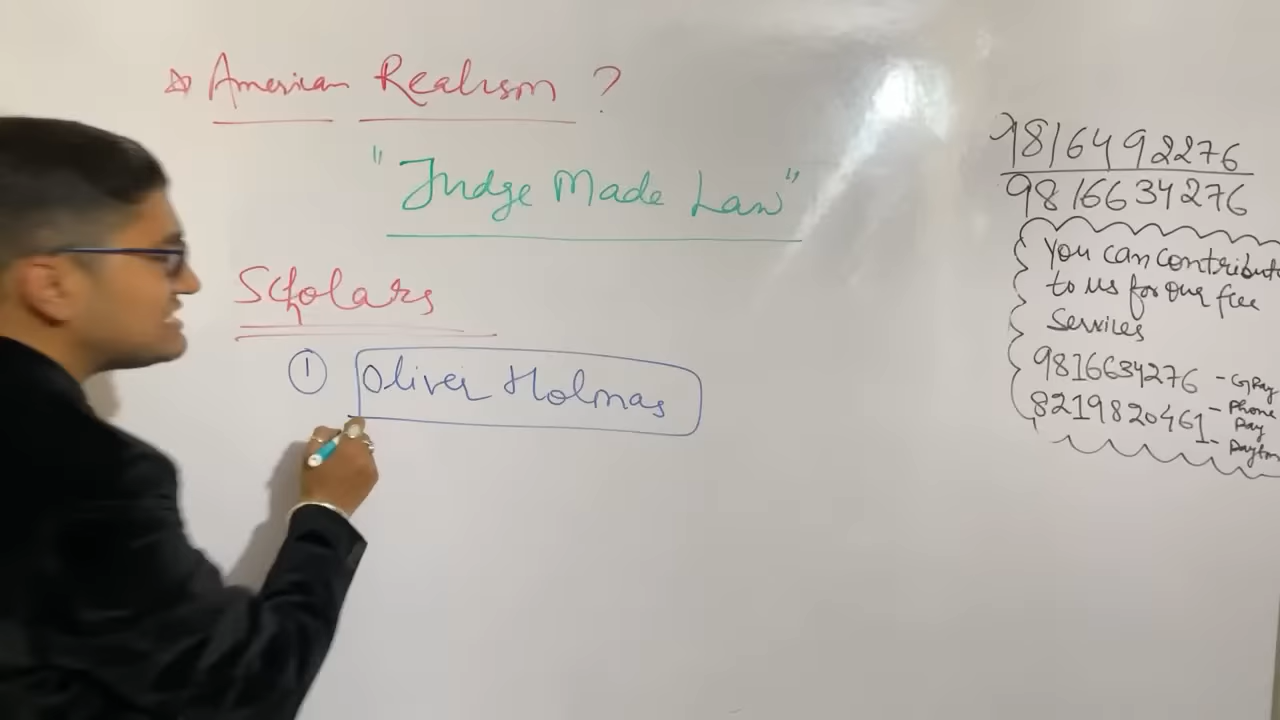 ☆ American Realism ?
"Judge Made Law"
Scholars
① Oliver Holmas
9816492276
9816634276
You can contribute
to us for our free
Services
9816634276 - G Pay
8219820461 - Phone
Pay
- Paytm